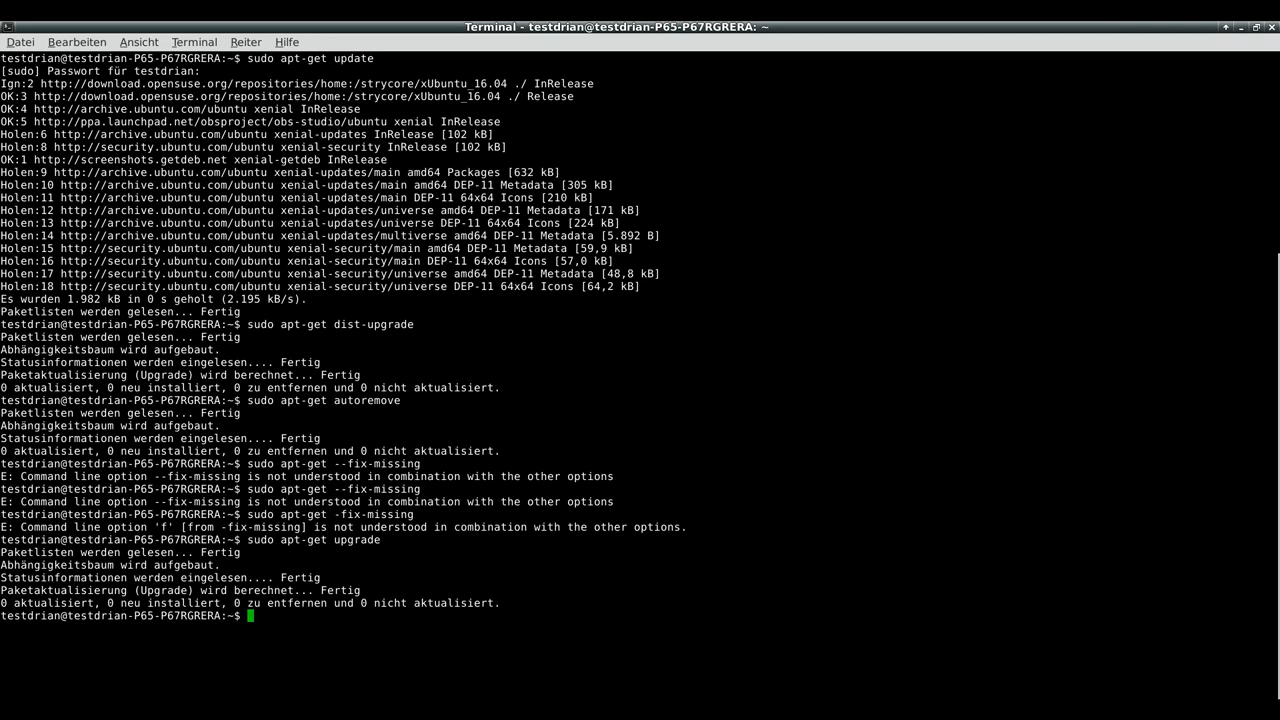 Terminal - testdrian@testdrian-P65-P67RGRERA: ~
Datei Bearbeiten Ansicht Terminal Reiter Hilfe
testdrian@testdrian-P65-P67RGRERA:~$ sudo apt-get update
[sudo] Passwort für testdrian:
Ign:2 http://download.opensuse.org/repositories/home:/strycore/xUbuntu_16.04 ./ InRelease
OK:3 http://download.opensuse.org/repositories/home:/strycore/xUbuntu_16.04 ./ Release
OK:4 http://archive.ubuntu.com/ubuntu xenial InRelease
OK:5 http://ppa.launchpad.net/obsproject/obs-studio/ubuntu xenial InRelease
Holen:6 http://archive.ubuntu.com/ubuntu xenial-updates InRelease [102 kB]
Holen:8 http://security.ubuntu.com/ubuntu xenial-security InRelease [102 kB]
OK:1 http://screenshots.getdeb.net xenial-getdeb InRelease
Holen:9 http://archive.ubuntu.com/ubuntu xenial-updates/main amd64 Packages [632 kB]
Holen:10 http://archive.ubuntu.com/ubuntu xenial-updates/main amd64 DEP-11 Metadata [305 kB]
Holen:11 http://archive.ubuntu.com/ubuntu xenial-updates/main DEP-11 64x64 Icons [210 kB]
Holen:12 http://archive.ubuntu.com/ubuntu xenial-updates/universe amd64 DEP-11 Metadata [171 kB]
Holen:13 http://archive.ubuntu.com/ubuntu xenial-updates/universe DEP-11 64x64 Icons [224 kB]
Holen:14 http://archive.ubuntu.com/ubuntu xenial-updates/multiverse amd64 DEP-11 Metadata [5.892 B]
Holen:15 http://security.ubuntu.com/ubuntu xenial-security/main amd64 DEP-11 Metadata [59,9 kB]
Holen:16 http://security.ubuntu.com/ubuntu xenial-security/main DEP-11 64x64 Icons [57,0 kB]
Holen:17 http://security.ubuntu.com/ubuntu xenial-security/universe amd64 DEP-11 Metadata [48,8 kB]
Holen:18 http://security.ubuntu.com/ubuntu xenial-security/universe DEP-11 64x64 Icons [64,2 kB]
Es wurden 1.982 kB in 0 s geholt (2.195 kB/s).
Paketlisten werden gelesen... Fertig
testdrian@testdrian-P65-P67RGRERA:~$ sudo apt-get dist-upgrade
Paketlisten werden gelesen... Fertig
Abhängigkeitsbaum wird aufgebaut.
Statusinformationen werden eingelesen.... Fertig
Paketaktualisierung (Upgrade) wird berechnet... Fertig
0 aktualisiert, 0 neu installiert, 0 zu entfernen und 0 nicht aktualisiert.
testdrian@testdrian-P65-P67RGRERA:~$ sudo apt-get autoremove
Paketlisten werden gelesen... Fertig
Abhängigkeitsbaum wird aufgebaut.
Statusinformationen werden eingelesen.... Fertig
0 aktualisiert, 0 neu installiert, 0 zu entfernen und 0 nicht aktualisiert.
testdrian@testdrian-P65-P67RGRERA:~$ sudo apt-get --fix-missing
E: Command line option --fix-missing is not understood in combination with the other options
testdrian@testdrian-P65-P67RGRERA:~$ sudo apt-get --fix-missing
E: Command line option --fix-missing is not understood in combination with the other options
testdrian@testdrian-P65-P67RGRERA:~$ sudo apt-get -fix-missing
E: Command line option 'f' [from -fix-missing] is not understood in combination with the other options.
testdrian@testdrian-P65-P67RGRERA:~$ sudo apt-get upgrade
Paketlisten werden gelesen... Fertig
Abhängigkeitsbaum wird aufgebaut.
Statusinformationen werden eingelesen.... Fertig
Paketaktualisierung (Upgrade) wird berechnet... Fertig
0 aktualisiert, 0 neu installiert, 0 zu entfernen und 0 nicht aktualisiert.
testdrian@testdrian-P65-P67RGRERA:~$